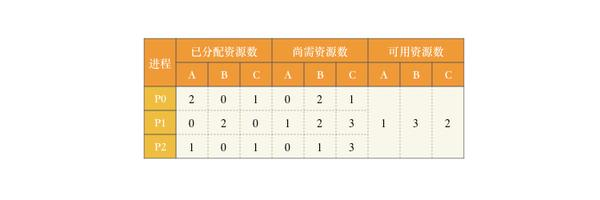 进程 已分配资源数 尚需资源数 可用资源数
A B C A B C A B C
P0 2 0 1 0 2 1
P1 0 2 0 1 2 3 1 3 2
P2 1 0 1 0 1 3